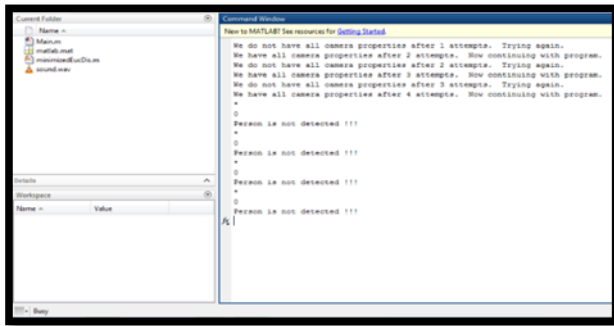 Current Folder
Name
Main.m
matlab.mat
minimizedEucDis.m
sound.wav
Details
Workspace
Name Value
Busy
Command Window
New to MATLAB? See resources for Getting Started.
We do not have all camera properties after 1 attempts. Trying again.
We have all camera properties after 2 attempts. Now continuing with program.
We do not have all camera properties after 2 attempts. Trying again.
We have all camera properties after 3 attempts. Now continuing with program.
We do not have all camera properties after 3 attempts. Trying again.
We have all camera properties after 4 attempts. Now continuing with program.
*
0
Person is not detected !!!
*
0
Person is not detected !!!
*
0
Person is not detected !!!
*
0
Person is not detected !!!
fx